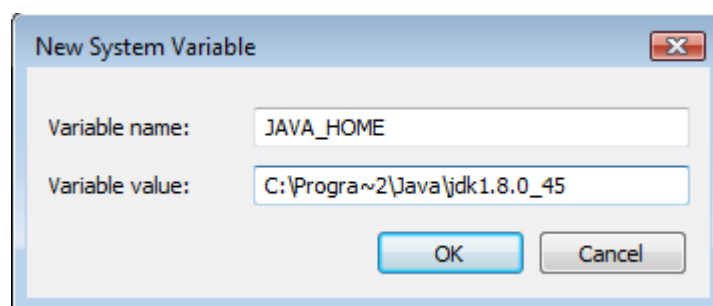 New System Variable
Variable name: JAVA_HOME
Variable value: C:\Progra~2\Java\jdk1.8.0_45
OK Cancel